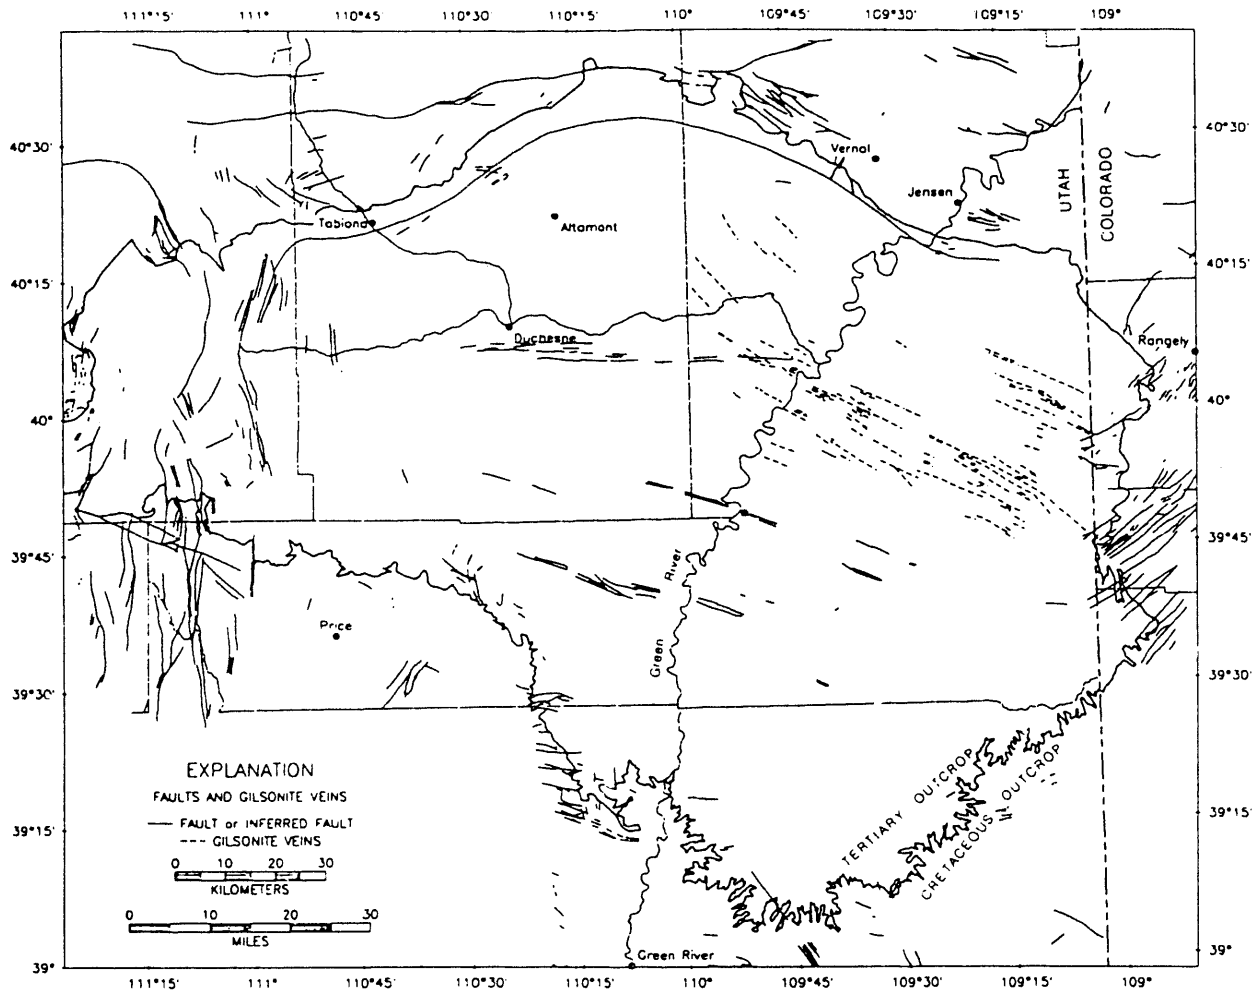 111°15' 111° 110°45' 110°30' 110°15' 110° 109°45' 109°30' 109°15' 109°
40°30' 40°30'
Vernal
UTAH
COLORADO
Jensen
Tabiona
Altamont
40°15' 40°15'
Duchesne
Rangely
40° 40°
39°45' 39°45'
Green River
Price
39°30' 39°30'
EXPLANATION
FAULTS AND GILSONITE VEINS
FAULT or INFERRED FAULT
GILSONITE VEINS
0 10 20 30
KILOMETERS
0 10 20 30
MILES
TERTIARY OUTCROP
CRETACEOUS OUTCROP
39°15' 39°15'
Green River
39° 39°
111°15' 111° 110°45' 110°30' 110°15' 110° 109°45' 109°30' 109°15' 109°